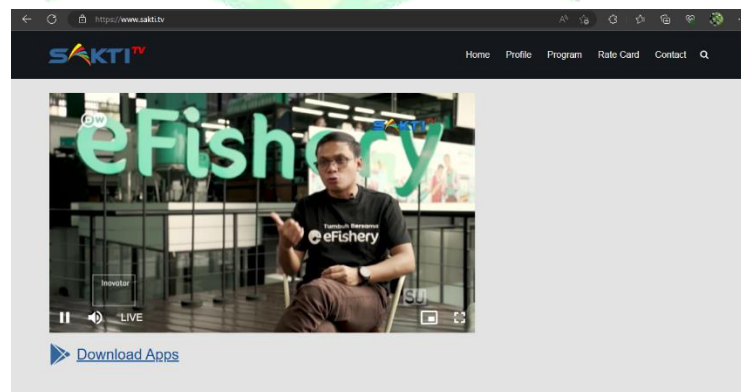 https://www.sakti.tv
SAKTI TV
Home Profile Program Rate Card Contact
DW
SAKTI TV
eFishery
Tumbuh Bersama
eFishery
Inovator
SU
LIVE
Download Apps